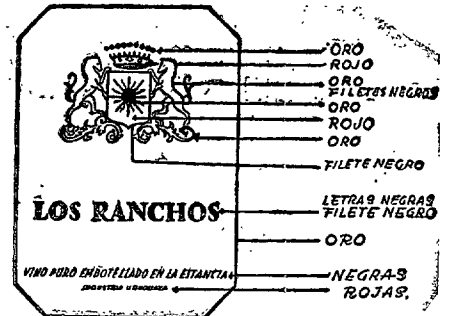 ORO
ROJO
ORO
FILETES NEGROS
ORO
ROJO
ORO
FILETE NEGRO
LOS RANCHOS
LETRAS NEGRAS
FILETE NEGRO
ORO
VINO PURO EMBOTELLADO EN LA ESTANCIA
NEGRAS
INDUSTRIA
ROJAS.